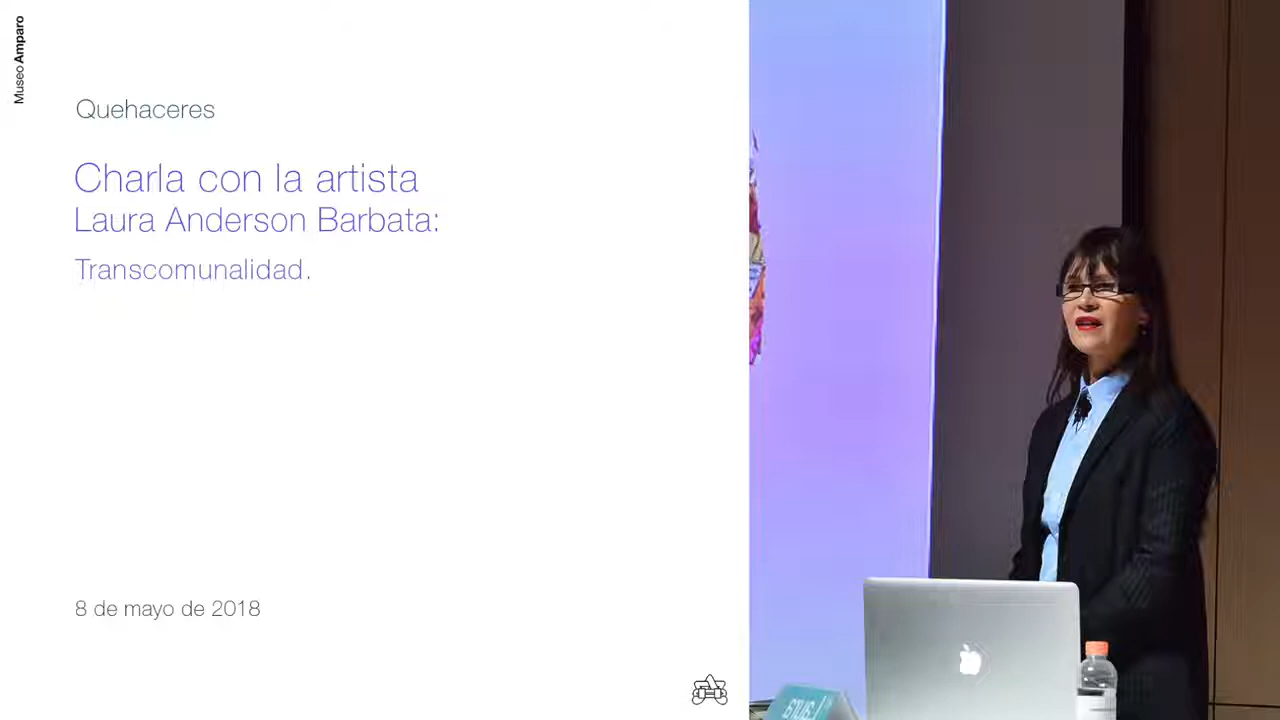 Museo Amparo
Quehaceres
Charla con la artista
Laura Anderson Barbata:
Transcomunalidad.
8 de mayo de 2018